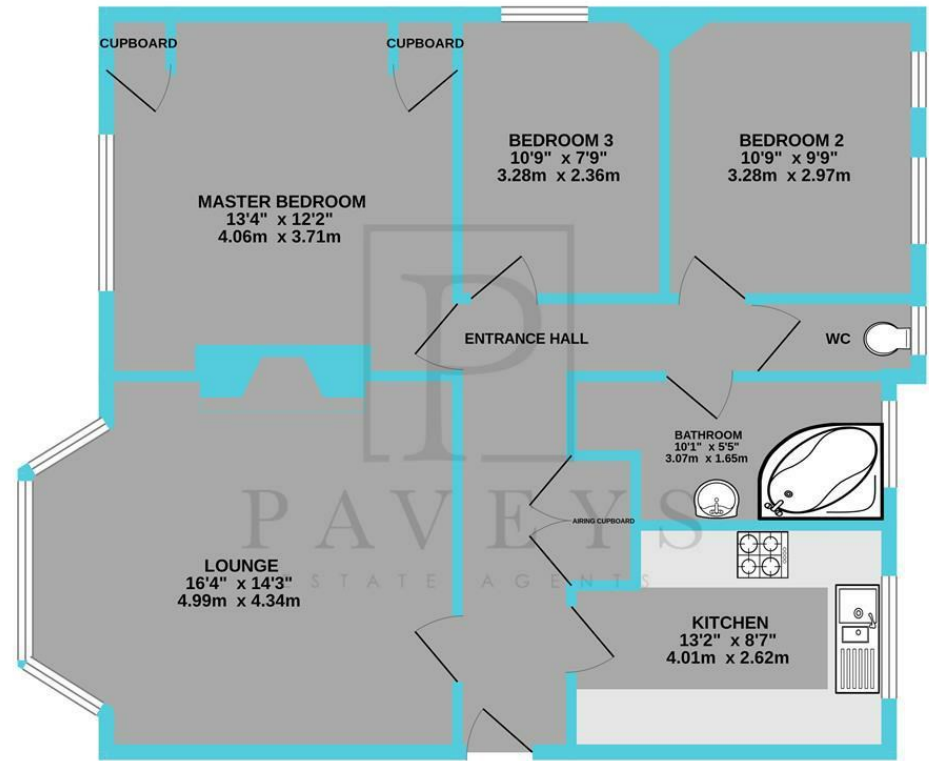 CUPBOARD
CUPBOARD
MASTER BEDROOM
13'4" x 12'2"
4.06m x 3.71m
BEDROOM 3
10'9" x 7'9"
3.28m x 2.36m
BEDROOM 2
10'9" x 9'9"
3.28m x 2.97m
ENTRANCE HALL
WC
BATHROOM
10'1" x 5'5"
3.07m x 1.65m
AIRING CUPBOARD
LOUNGE
16'4" x 14'3"
4.99m x 4.34m
KITCHEN
13'2" x 8'7"
4.01m x 2.62m
P
PAVEYS
STATE AGENTS